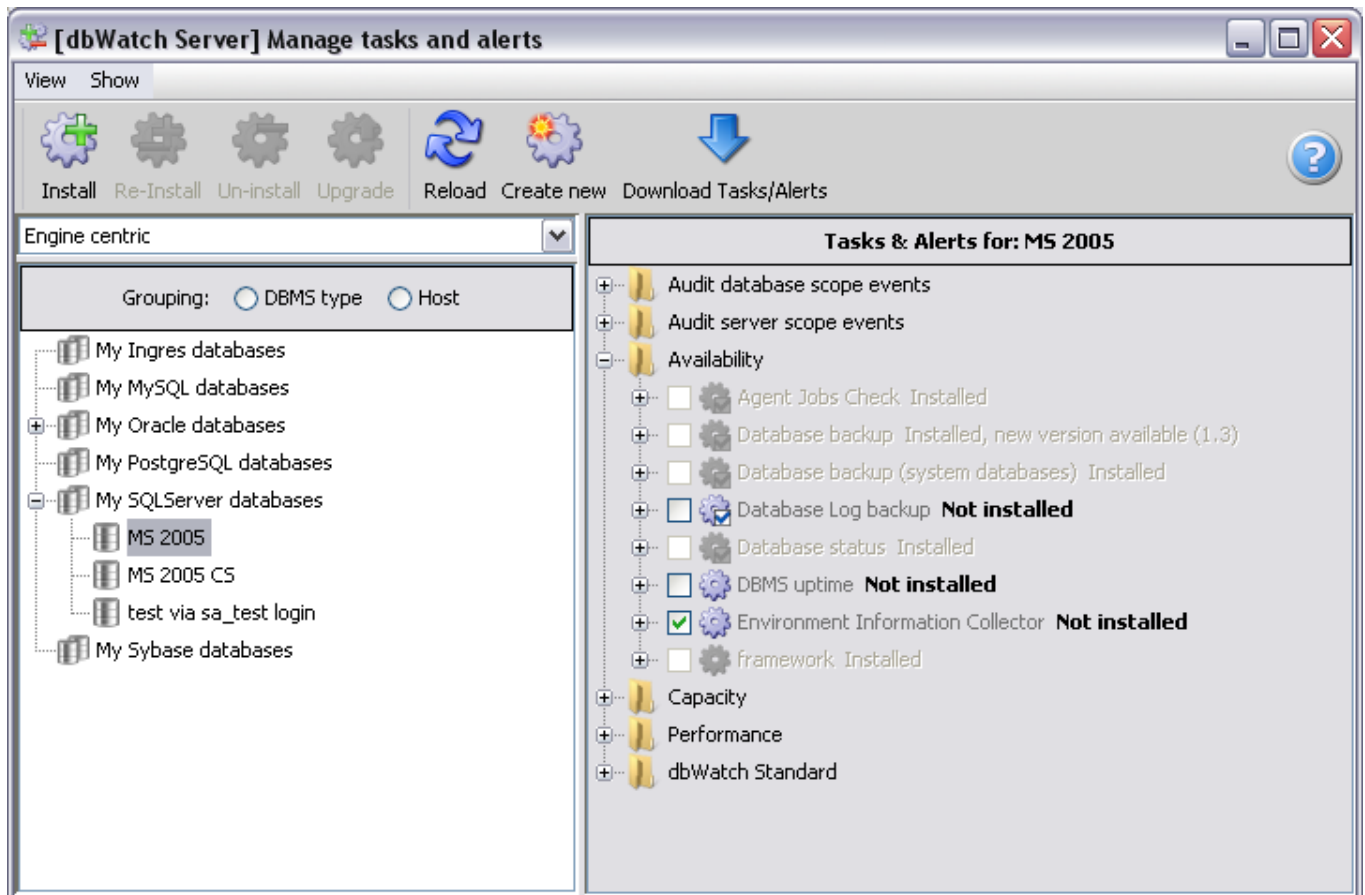 [dbWatch Server] Manage tasks and alerts
View Show
Install Re-Install Un-install Upgrade Reload Create new Download Tasks/Alerts
Engine centric
Grouping: DBMS type Host
My Ingres databases
My MySQL databases
My Oracle databases
My PostgreSQL databases
My SQLServer databases
MS 2005
MS 2005 CS
test via sa_test login
My Sybase databases
Tasks & Alerts for: MS 2005
Audit database scope events
Audit server scope events
Availability
Agent Jobs Check Installed
Database backup Installed, new version available (1.3)
Database backup (system databases) Installed
Database Log backup Not installed
Database status Installed
DBMS uptime Not installed
Environment Information Collector Not installed
framework Installed
Capacity
Performance
dbWatch Standard